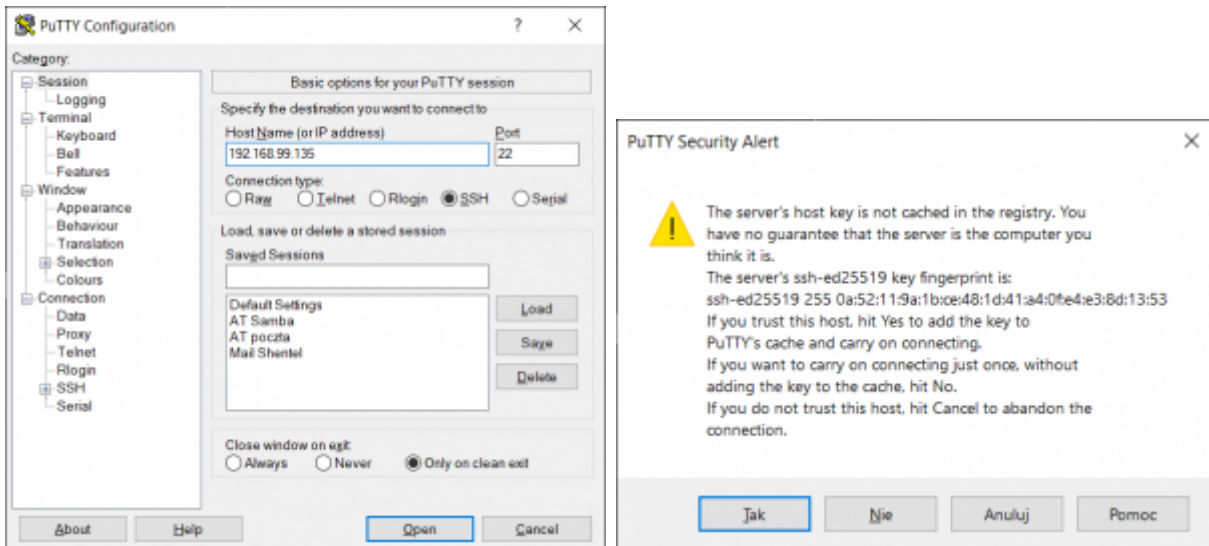 PuTTY Configuration
Category:
Session
Logging
Terminal
Keyboard
Bell
Features
Window
Appearance
Behaviour
Translation
Selection
Colours
Connection
Data
Proxy
Telnet
Rlogin
SSH
Serial
Basic options for your PuTTY session
Specify the destination you want to connect to
Host Name (or IP address) Port
192.168.99.135 22
Connection type:
Raw Telnet Rlogin SSH Serial
Load, save or delete a stored session
Saved Sessions
Default Settings
AT Samba
AT poczta
Mail Shentel
Load
Save
Delete
Close window on exit:
Always Never Only on clean exit
About Help Open Cancel
PuTTY Security Alert
The server's host key is not cached in the registry. You
have no guarantee that the server is the computer you
think it is.
The server's ssh-ed25519 key fingerprint is:
ssh-ed25519 255 0a:52:11:9a:1b:ce:48:1d:41:a4:0f:e4:e3:8d:13:53
If you trust this host, hit Yes to add the key to
PuTTY's cache and carry on connecting.
If you want to carry on connecting just once, without
adding the key to the cache, hit No.
If you do not trust this host, hit Cancel to abandon the
connection.
Tak Nie Anuluj Pomoc